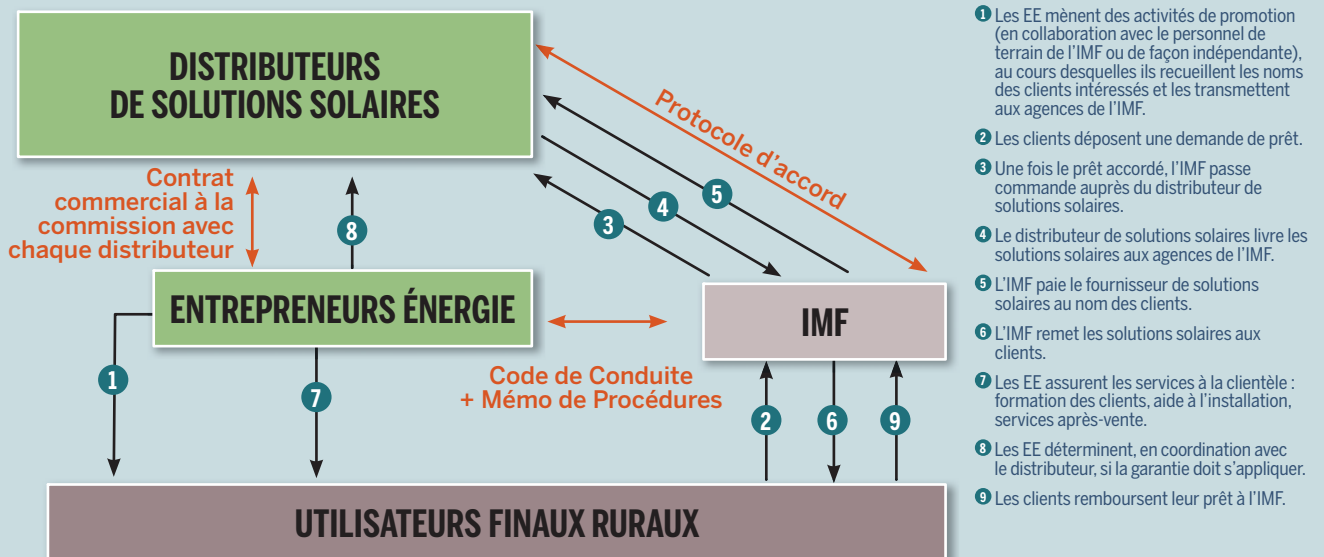 DISTRIBUTEURS
DE SOLUTIONS SOLAIRES
Protocole d'accord
Contrat
commercial à la
commission avec
chaque distributeur
8
3
4
5
ENTREPRENEURS ÉNERGIE
IMF
Code de Conduite
+ Mémo de Procédures
1
7
2
6
9
UTILISATEURS FINAUX RURAUX
1 Les EE mènent des activités de promotion
(en collaboration avec le personnel de
terrain de l'IMF ou de façon indépendante),
au cours desquelles ils recueillent les noms
des clients intéressés et les transmettent
aux agences de l'IMF.
2 Les clients déposent une demande de prêt.
3 Une fois le prêt accordé, l'IMF passe
commande auprès du distributeur de
solutions solaires.
4 Le distributeur de solutions solaires livre les
solutions solaires aux agences de l'IMF.
5 L'IMF paie le fournisseur de solutions
solaires au nom des clients.
6 L'IMF remet les solutions solaires aux
clients.
7 Les EE assurent les services à la clientèle :
formation des clients, aide à l'installation,
services après-vente.
8 Les EE déterminent, en coordination avec
le distributeur, si la garantie doit s'appliquer.
9 Les clients remboursent leur prêt à l'IMF.